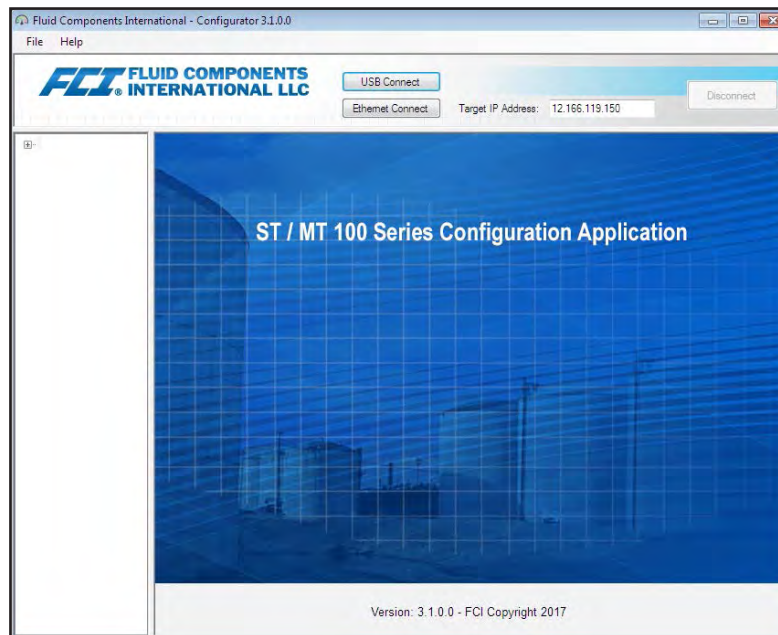 Fluid Components International - Configurator 3.1.0.0
File Help
FCI® FLUID COMPONENTS
INTERNATIONAL LLC
USB Connect
Ethernet Connect Target IP Address: 12.166.119.150
Disconnect
ST / MT 100 Series Configuration Application
Version: 3.1.0.0 - FCI Copyright 2017